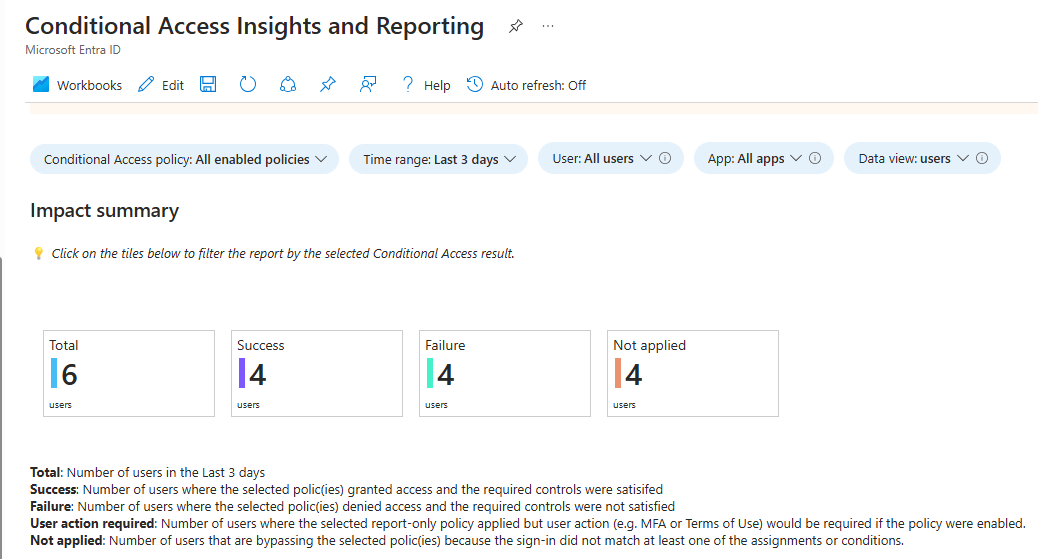 Conditional Access Insights and Reporting
Microsoft Entra ID
Workbooks Edit Help Auto refresh: Off
Conditional Access policy: All enabled policies Time range: Last 3 days User: All users App: All apps Data view: users
Impact summary
Click on the tiles below to filter the report by the selected Conditional Access result.
Total Success Failure Not applied
6 4 4 4
users users users users
Total: Number of users in the Last 3 days
Success: Number of users where the selected polic(ies) granted access and the required controls were satisifed
Failure: Number of users where the selected polic(ies) denied access and the required controls were not satisfied
User action required: Number of users where the selected report-only policy applied but user action (e.g. MFA or Terms of Use) would be required if the policy were enabled.
Not applied: Number of users that are bypassing the selected polic(ies) because the sign-in did not match at least one of the assignments or conditions.